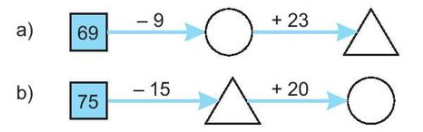 a) 69 – 9 + 23
b) 75 – 15 + 20